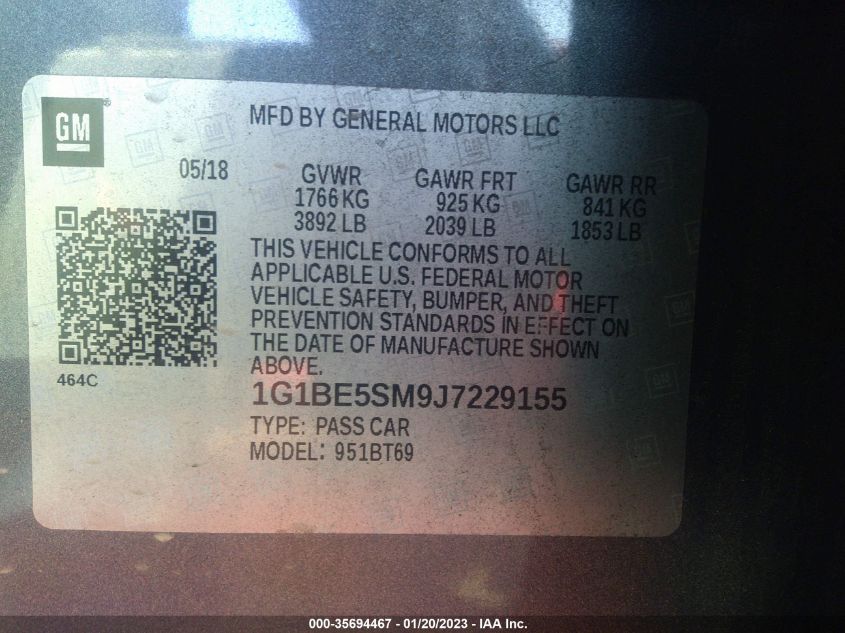 GM
MFD BY GENERAL MOTORS LLC
05/18
GVWR GAWR FRT GAWR RR
1766 KG 925 KG 841 KG
3892 LB 2039 LB 1853 LB
THIS VEHICLE CONFORMS TO ALL
APPLICABLE U.S. FEDERAL MOTOR
VEHICLE SAFETY, BUMPER, AND THEFT
PREVENTION STANDARDS IN EFFECT ON
THE DATE OF MANUFACTURE SHOWN
ABOVE.
464C
1G1BE5SM9J7229155
TYPE: PASS CAR
MODEL: 951BT69
000-35694467 - 01/20/2023 - IAA Inc.